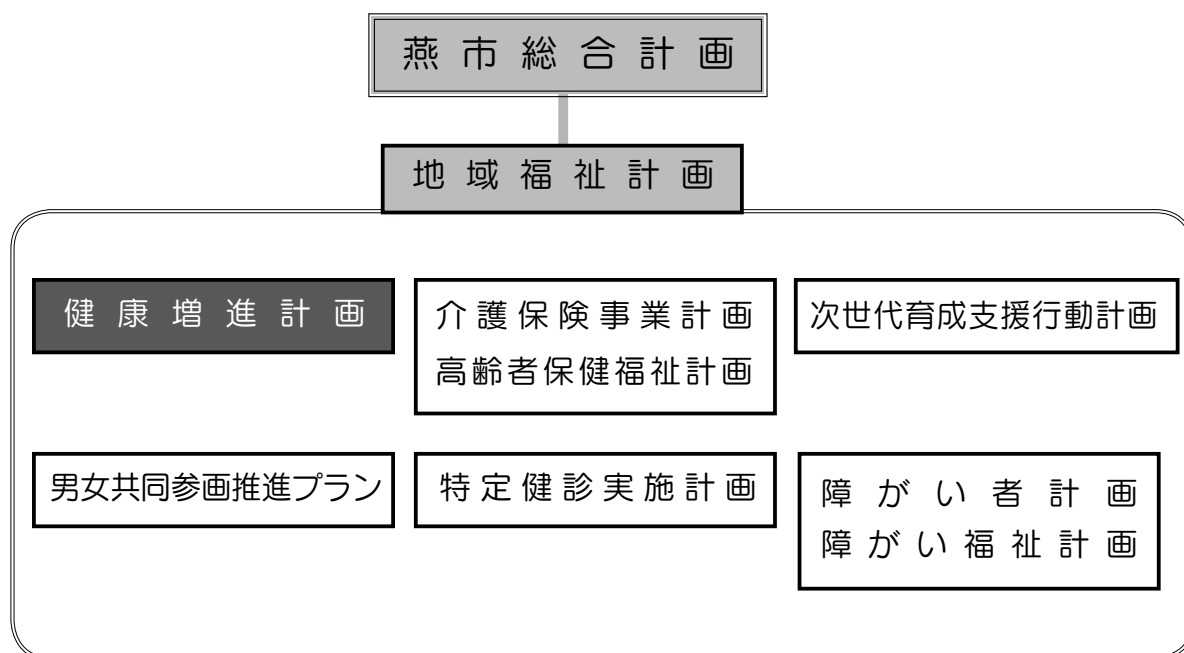 燕市総合計画
地域福祉計画
健康増進計画
介護保険事業計画
高齢者保健福祉計画
次世代育成支援行動計画
男女共同参画推進プラン
特定健診実施計画
障がい者計画
障がい福祉計画